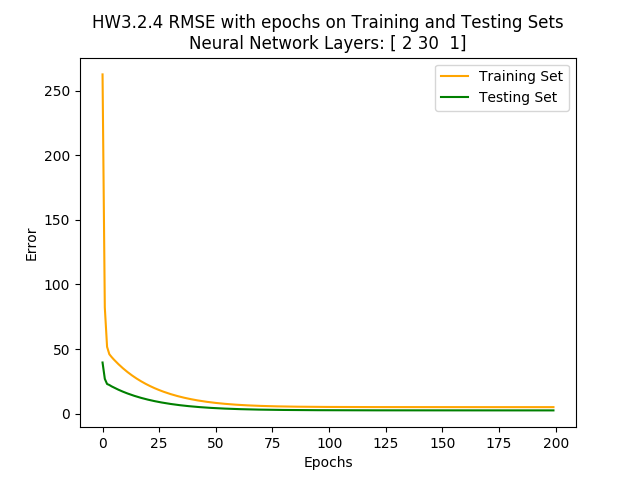 HW3.2.4 RMSE with epochs on Training and Testing Sets
Neural Network Layers: [ 2 30  1]
Training Set
Testing Set
250
200
150
100
50
0
Error
0 25 50 75 100 125 150 175 200
Epochs